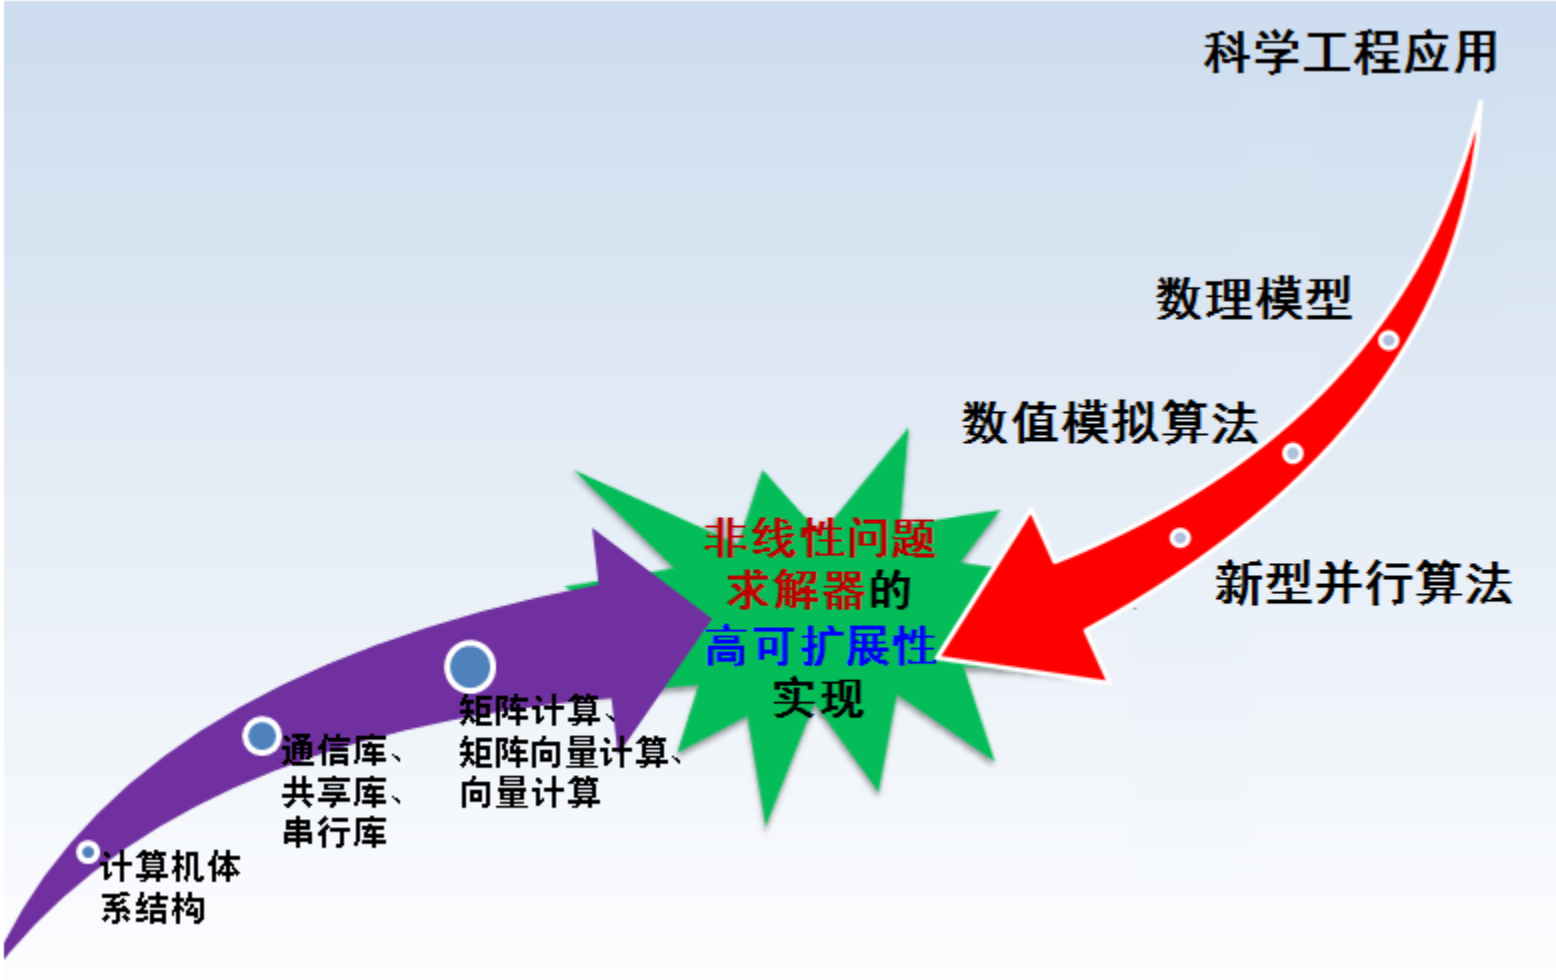 科学工程应用
数理模型
数值模拟算法
新型并行算法
非线性问题
求解器的
高可扩展性
实现
矩阵计算、
矩阵向量计算、
向量计算
通信库、
共享库、
串行库
计算机体
系结构